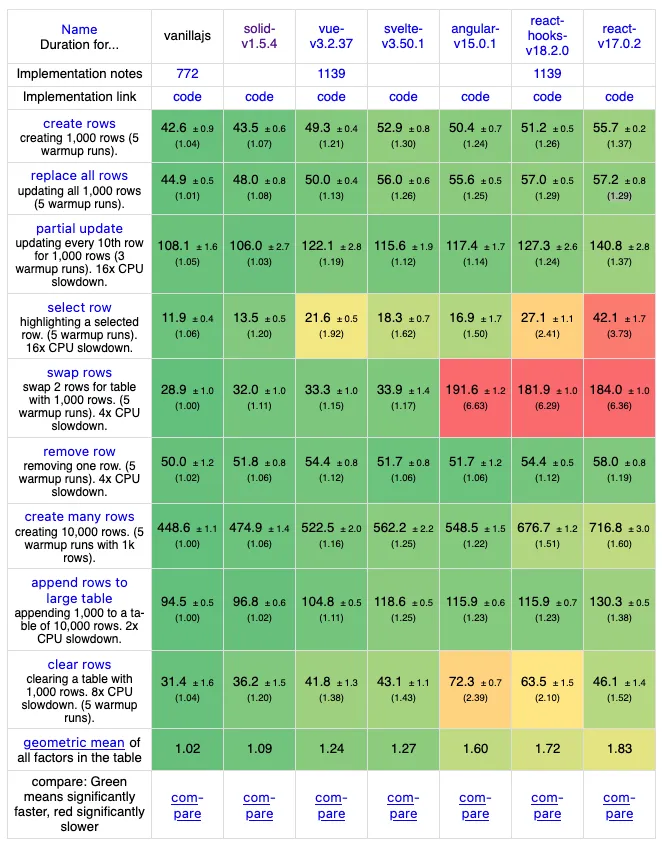 Name
Duration for...
vanillajs
solid-
v1.5.4
vue-
v3.2.37
svelte-
v3.50.1
angular-
v15.0.1
react-
hooks-
v18.2.0
react-
v17.0.2
Implementation notes
772
1139
1139
Implementation link
code
code
code
code
code
code
code
create rows
creating 1,000 rows (5
warmup runs).
42.6 ± 0.9
(1.04)
43.5 ± 0.6
(1.07)
49.3 ± 0.4
(1.21)
52.9 ± 0.8
(1.30)
50.4 ± 0.7
(1.24)
51.2 ± 0.5
(1.26)
55.7 ± 0.2
(1.37)
replace all rows
updating all 1,000 rows
(5 warmup runs).
44.9 ± 0.5
(1.01)
48.0 ± 0.8
(1.08)
50.0 ± 0.4
(1.13)
56.0 ± 0.6
(1.26)
55.6 ± 0.5
(1.25)
57.0 ± 0.5
(1.29)
57.2 ± 0.8
(1.29)
partial update
updating every 10th row
for 1,000 rows (3
warmup runs). 16x CPU
slowdown.
108.1 ± 1.6
(1.05)
106.0 ± 2.7
(1.03)
122.1 ± 2.8
(1.19)
115.6 ± 1.9
(1.12)
117.4 ± 1.7
(1.14)
127.3 ± 2.6
(1.24)
140.8 ± 2.8
(1.37)
select row
highlighting a selected
row. (5 warmup runs).
16x CPU slowdown.
11.9 ± 0.4
(1.06)
13.5 ± 0.5
(1.20)
21.6 ± 0.5
(1.92)
18.3 ± 0.7
(1.62)
16.9 ± 1.7
(1.50)
27.1 ± 1.1
(2.41)
42.1 ± 1.7
(3.73)
swap rows
swap 2 rows for table
with 1,000 rows. (5
warmup runs). 4x CPU
slowdown.
28.9 ± 1.0
(1.00)
32.0 ± 1.0
(1.11)
33.3 ± 1.0
(1.15)
33.9 ± 1.4
(1.17)
191.6 ± 1.2
(6.63)
181.9 ± 1.0
(6.29)
184.0 ± 1.0
(6.36)
remove row
removing one row. (5
warmup runs). 4x CPU
slowdown.
50.0 ± 1.2
(1.02)
51.8 ± 0.8
(1.06)
54.4 ± 0.8
(1.12)
51.7 ± 0.8
(1.06)
51.7 ± 1.2
(1.06)
54.4 ± 0.5
(1.12)
58.0 ± 0.8
(1.19)
create many rows
creating 10,000 rows. (5
warmup runs with 1k
rows).
448.6 ± 1.1
(1.00)
474.9 ± 1.4
(1.06)
522.5 ± 2.0
(1.16)
562.2 ± 2.2
(1.25)
548.5 ± 1.5
(1.22)
676.7 ± 1.2
(1.51)
716.8 ± 3.0
(1.60)
append rows to
large table
appending 1,000 to a ta-
ble of 10,000 rows. 2x
CPU slowdown.
94.5 ± 0.5
(1.00)
96.8 ± 0.6
(1.02)
104.8 ± 0.5
(1.11)
118.6 ± 0.5
(1.25)
115.9 ± 0.6
(1.23)
115.9 ± 0.7
(1.23)
130.3 ± 0.5
(1.38)
clear rows
clearing a table with
1,000 rows. 8x CPU
slowdown. (5 warmup
runs).
31.4 ± 1.6
(1.04)
36.2 ± 1.5
(1.20)
41.8 ± 1.3
(1.38)
43.1 ± 1.1
(1.43)
72.3 ± 0.7
(2.39)
63.5 ± 1.5
(2.10)
46.1 ± 1.4
(1.52)
geometric mean of
all factors in the table
1.02
1.09
1.24
1.27
1.60
1.72
1.83
compare: Green
means significantly
faster, red significantly
slower
com-
pare
com-
pare
com-
pare
com-
pare
com-
pare
com-
pare
com-
pare